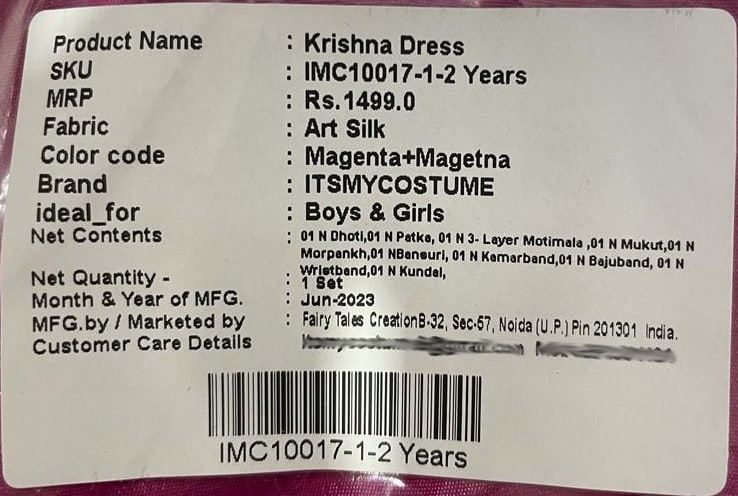 Product Name : Krishna Dress
SKU : IMC10017-1-2 Years
MRP : Rs.1499.0
Fabric : Art Silk
Color code : Magenta+Magetna
Brand : ITSMYCOSTUME
ideal_for : Boys & Girls
Net Contents : 01 N Dhoti,01 N Patka, 01 N 3- Layer Motimala ,01 N Mukut,01 N
Morpankh,01 NBansuri, 01 N Kamarband,01 N Bajuband, 01 N
Wristband,01 N Kundal,
Net Quantity - : 1 Set
Month & Year of MFG. : Jun-2023
MFG.by / Marketed by : Fairy Tales CreationB-32, Sec-57, Noida (U.P.) Pin 201301 India.
Customer Care Details
IMC10017-1-2 Years